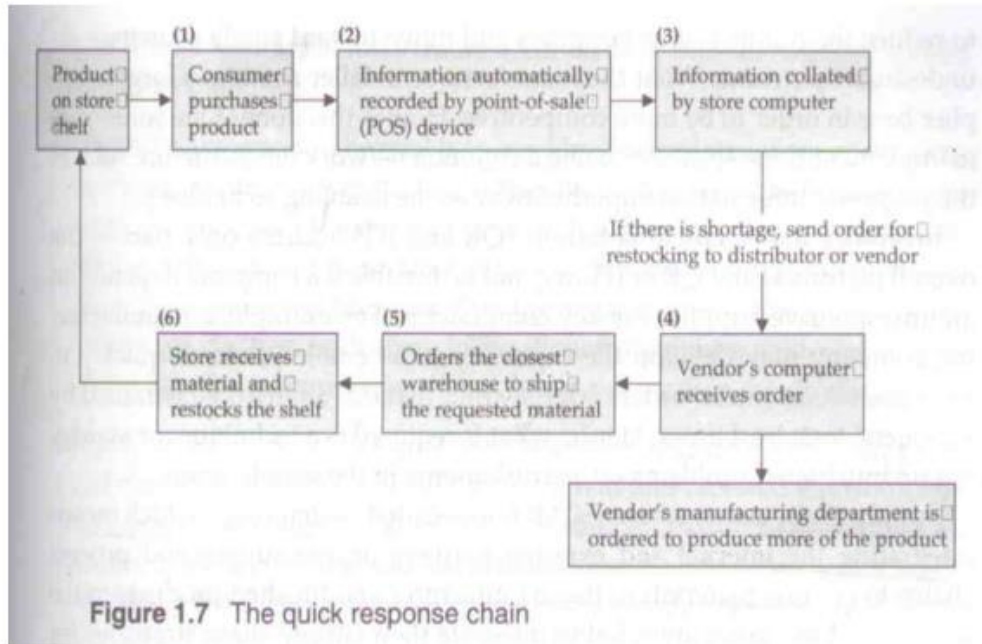 (1)
(2)
(3)
Product
on store
shelf
Consumer
purchases
product
Information automatically
recorded by point-of-sale
(POS) device
Information collated
by store computer
If there is shortage, send order for
restocking to distributor or vendor
(6)
(5)
(4)
Store receives
material and
restocks the shelf
Orders the closest
warehouse to ship
the requested material
Vendor's computer
receives order
Vendor's manufacturing department is
ordered to produce more of the product
Figure 1.7 The quick response chain